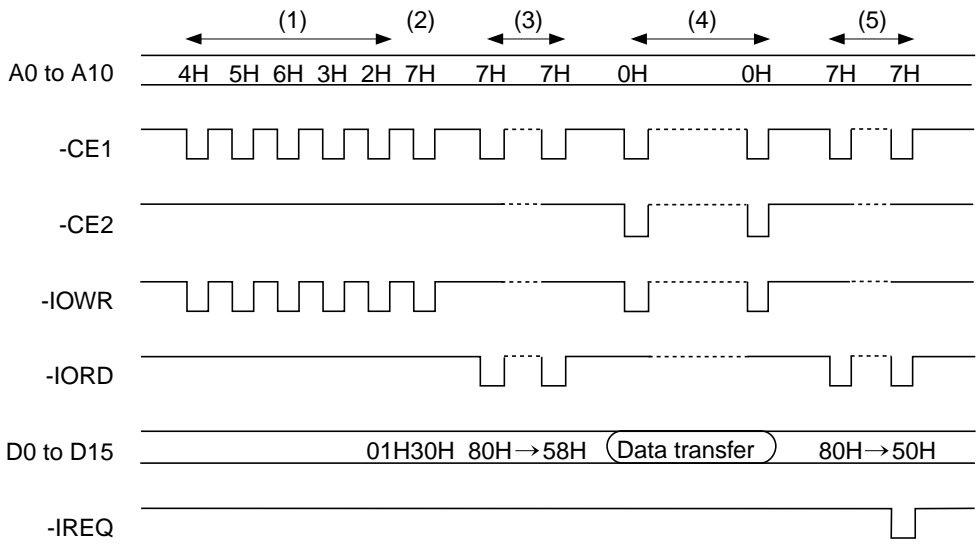 (1) (2) (3) (4) (5)
A0 to A10 4H 5H 6H 3H 2H 7H 7H 7H 0H 0H 7H 7H
-CE1
-CE2
-IOWR
-IORD
D0 to D15 01H30H 80H→58H Data transfer 80H→50H
-IREQ